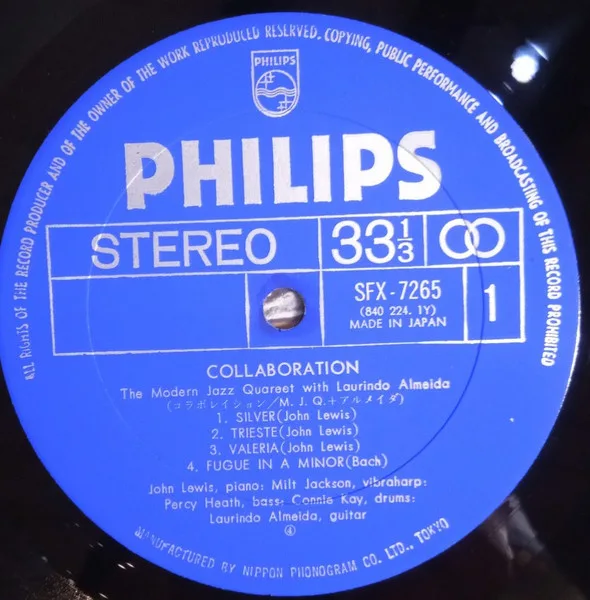 ALL RIGHTS OF THE RECORD PRODUCER AND OF THE OWNER OF THE WORK REPRODUCED RESERVED. COPYING, PUBLIC PERFORMANCE AND BROADCASTING OF THIS RECORD PROHIBITED
PHILIPS
PHILIPS
STEREO 33 1/3
SFX-7265 1
(840 224. 1Y)
MADE IN JAPAN
COLLABORATION
The Modern Jazz Quareet with Laurindo Almeida
(コラボレイション/M.J.Q.+アルメイダ)
1. SILVER(John Lewis)
2. TRIESTE(John Lewis)
3. VALERIA(John Lewis)
4. FUGUE IN A MINOR(Bach)
John Lewis, piano: Milt Jackson, vibraharp:
Percy Heath, bass: Connie Kay, drums:
Laurindo Almeida, guitar
④
MANUFACTURED BY NIPPON PHONOGRAM CO. LTD., TOKYO